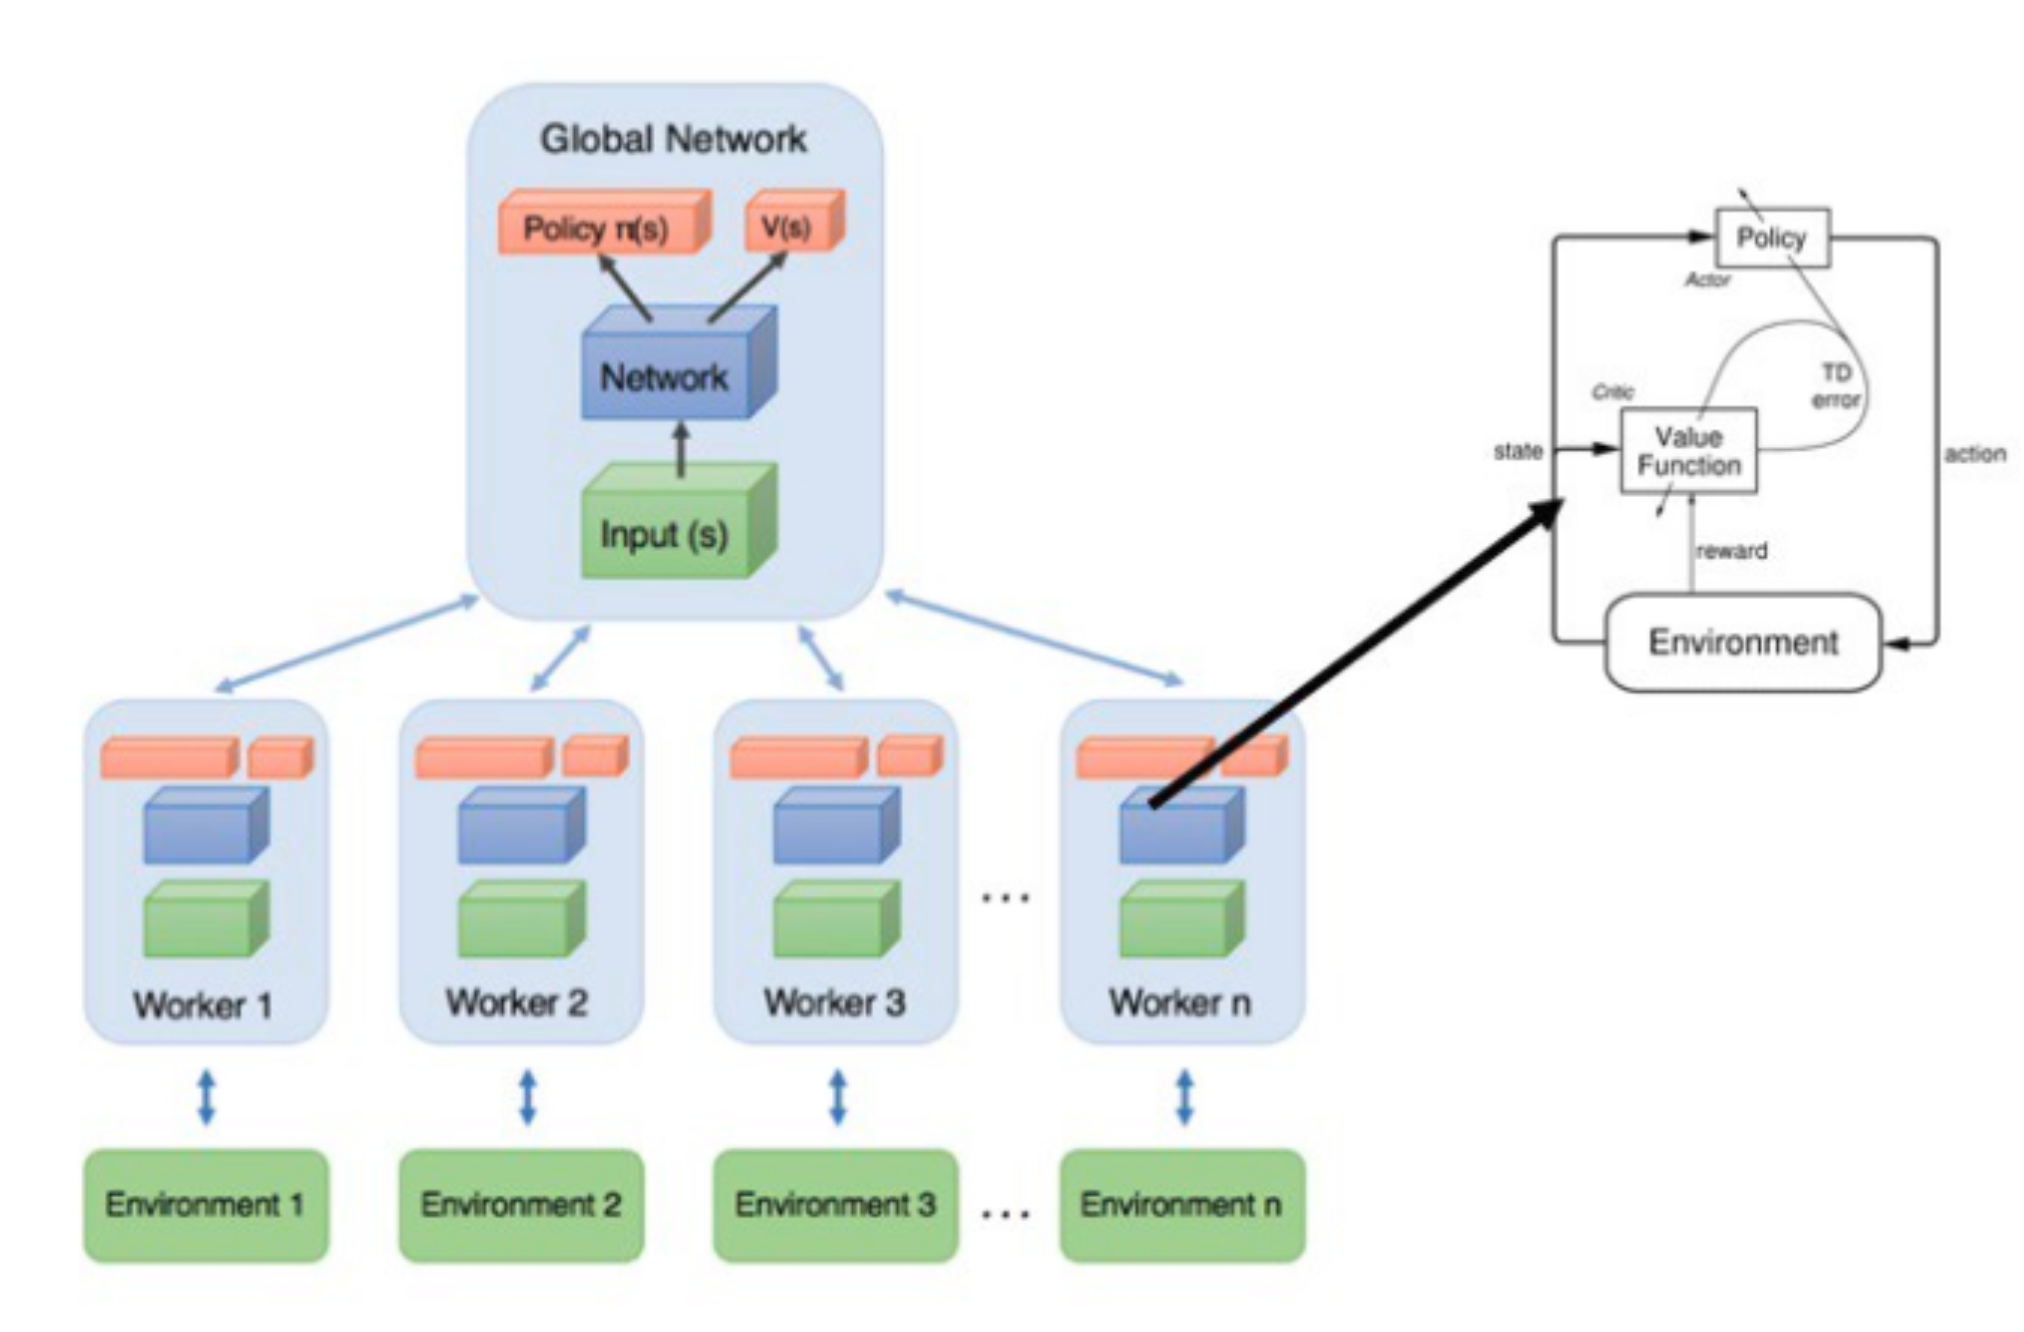 Global Network
Policy π(s)
V(s)
Network
Input (s)
Policy
Actor
TD
error
Critic
Value
Function
state
action
reward
Environment
Worker 1
Worker 2
Worker 3
...
Worker n
Environment 1
Environment 2
Environment 3
...
Environment n